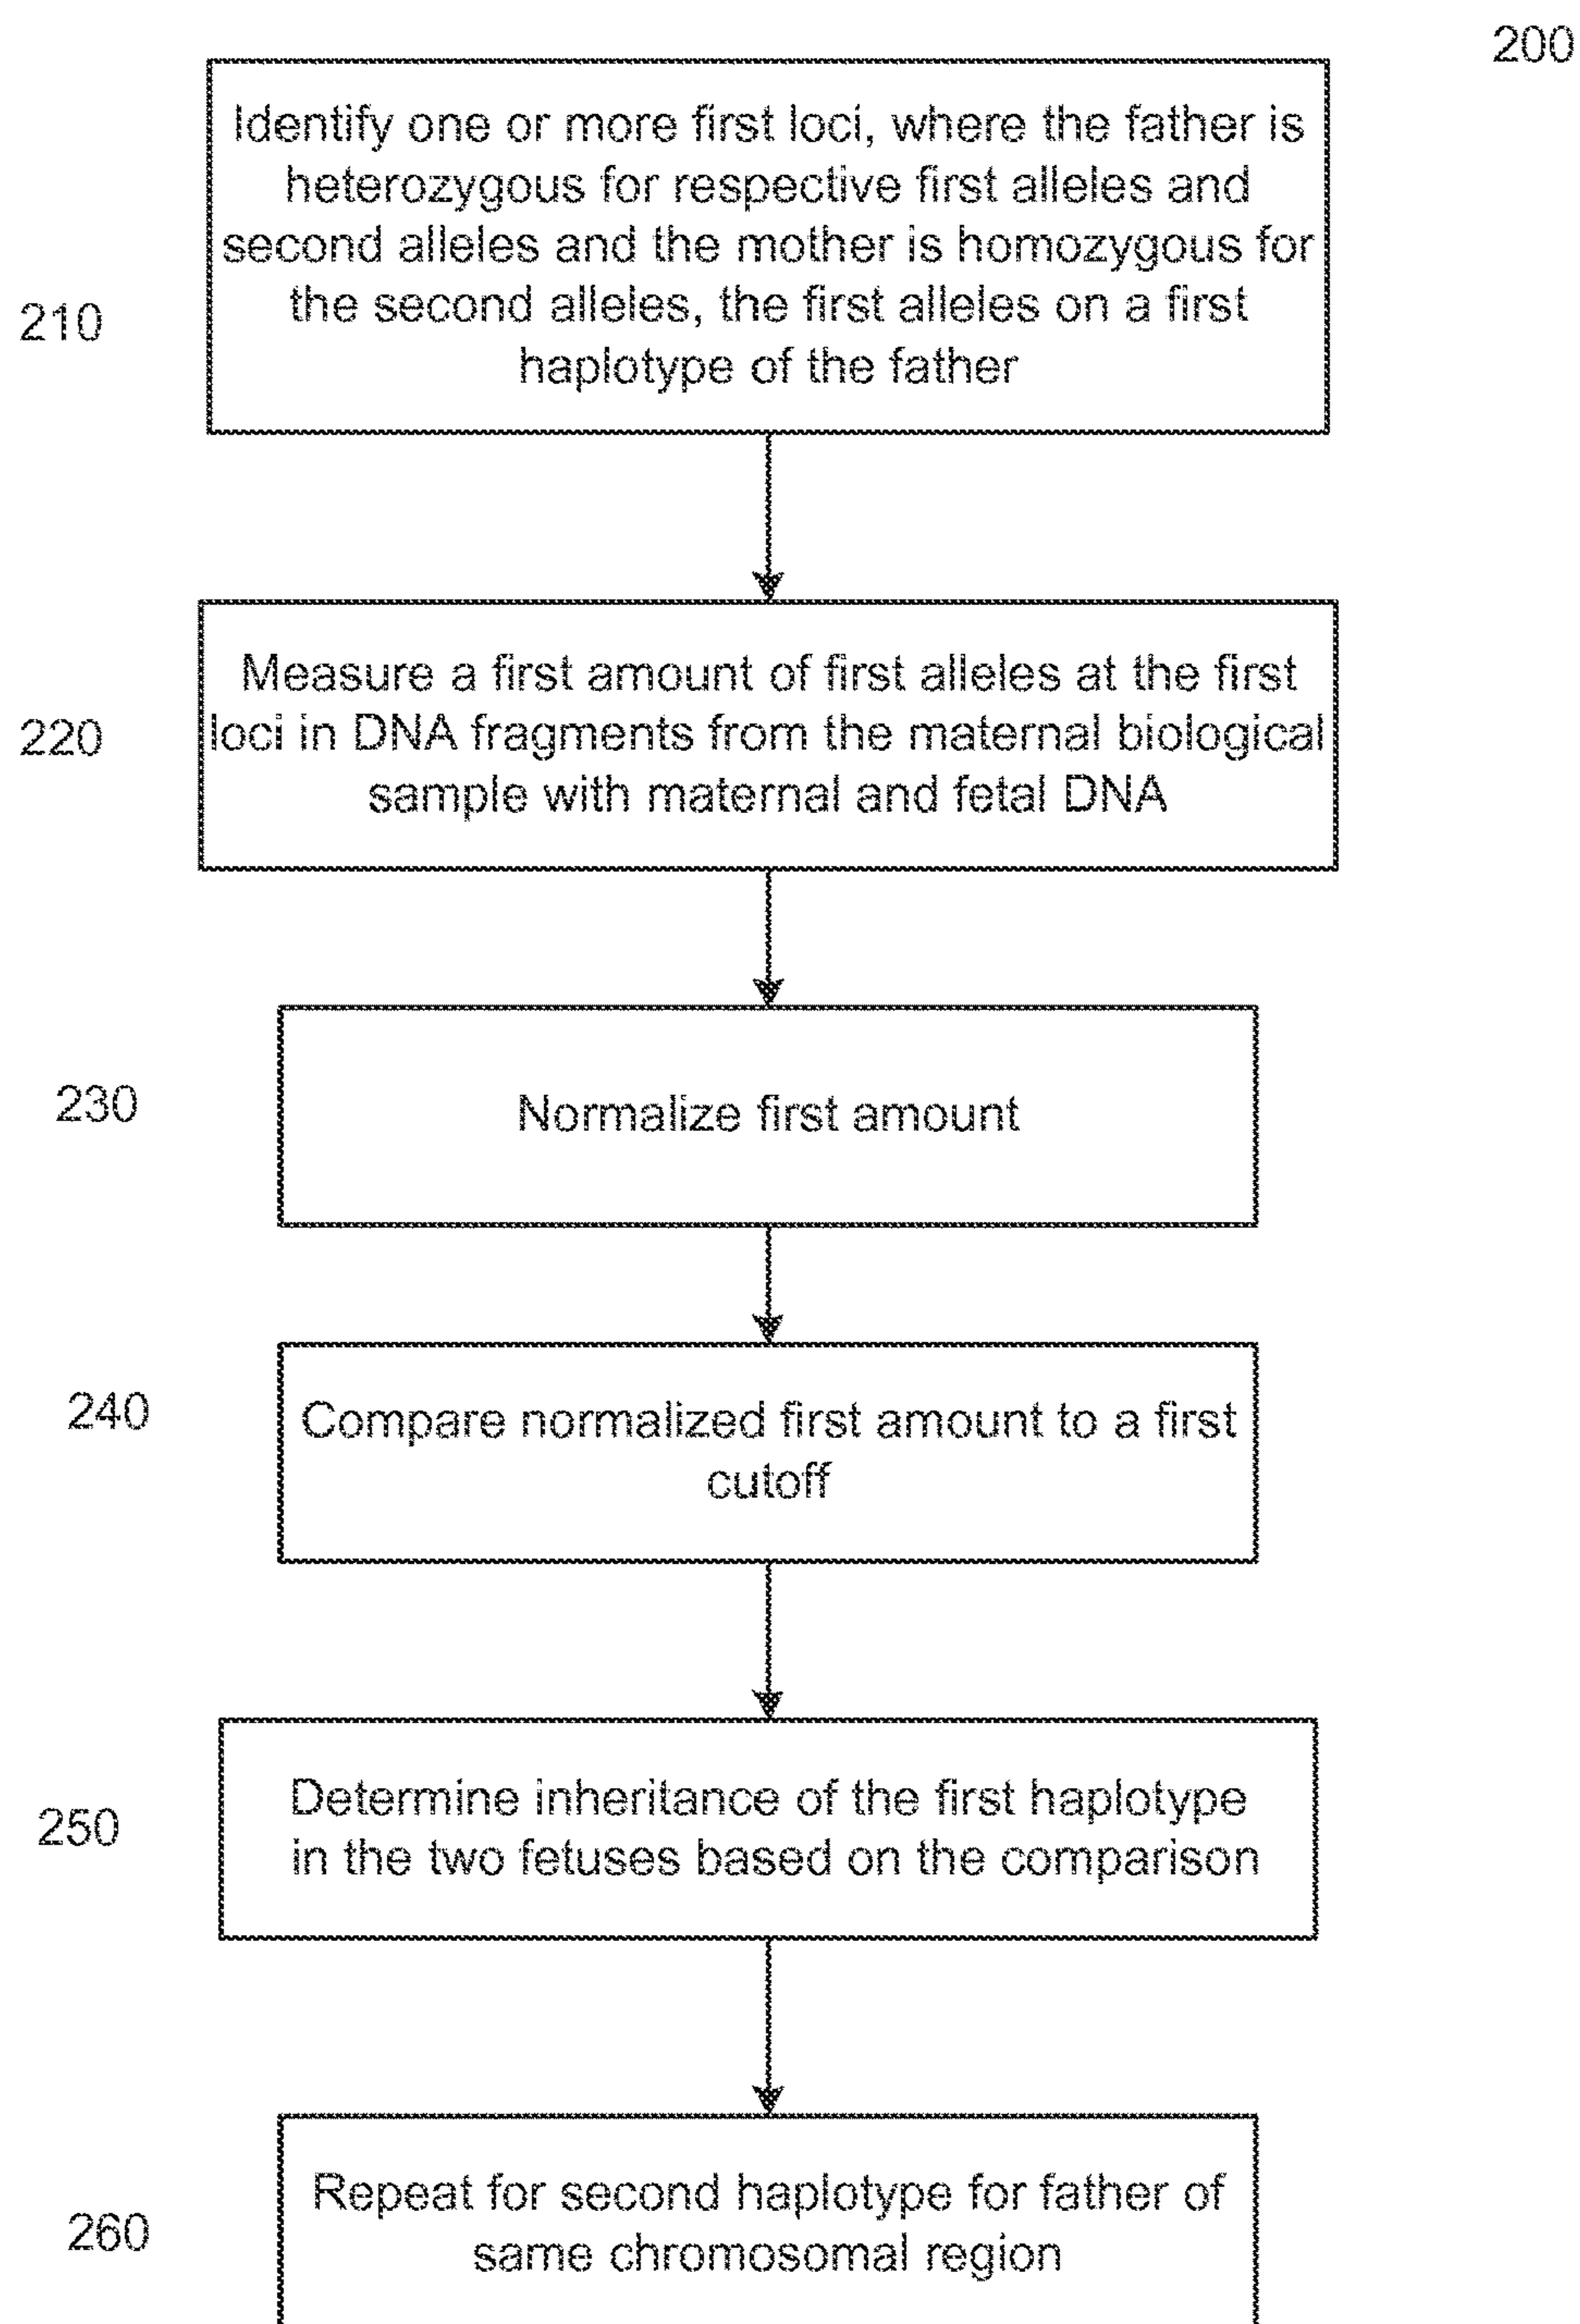 200
Identify one or more first loci, where the father is
heterozygous for respective first alleles and
second alleles and the mother is homozygous for
the second alleles, the first alleles on a first
haplotype of the father
210
Measure a first amount of first alleles at the first
loci in DNA fragments from the maternal biological
sample with maternal and fetal DNA
220
Normalize first amount
230
Compare normalized first amount to a first
cutoff
240
Determine inheritance of the first haplotype
in the two fetuses based on the comparison
250
Repeat for second haplotype for father of
same chromosomal region
260